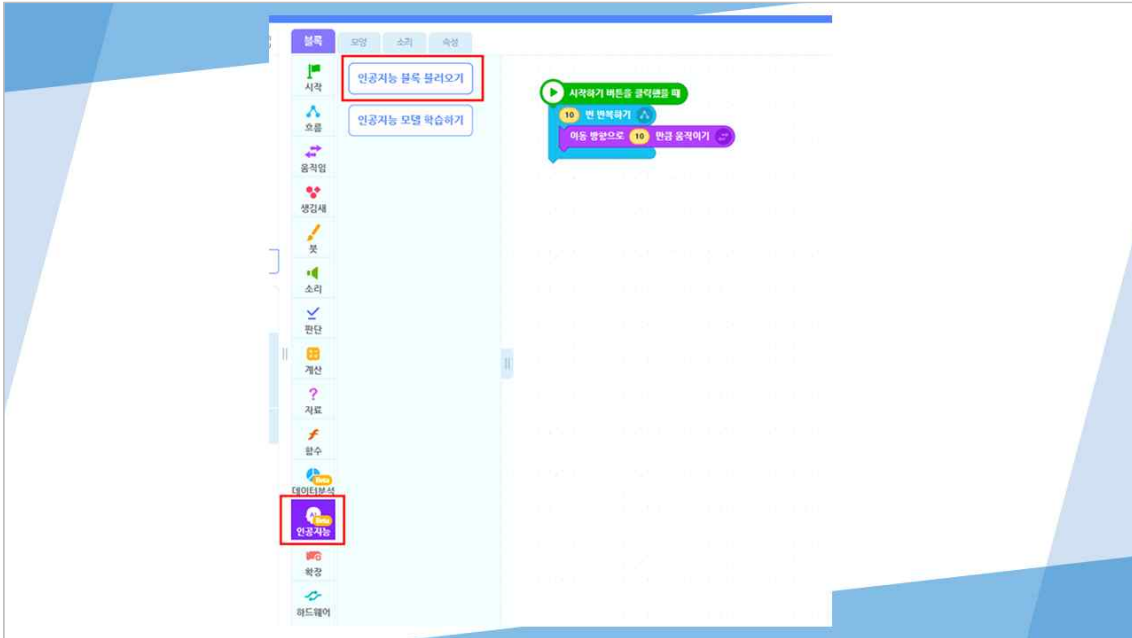 블록 모양 소리 속성
시작
흐름
움직임
생김새
붓
소리
판단
계산
자료
함수
Beta
데이터분석
AI
Beta
인공지능
확장
하드웨어
인공지능 블록 불러오기
인공지능 모델 학습하기
시작하기 버튼을 클릭했을 때
10 번 반복하기
이동 방향으로 10 만큼 움직이기